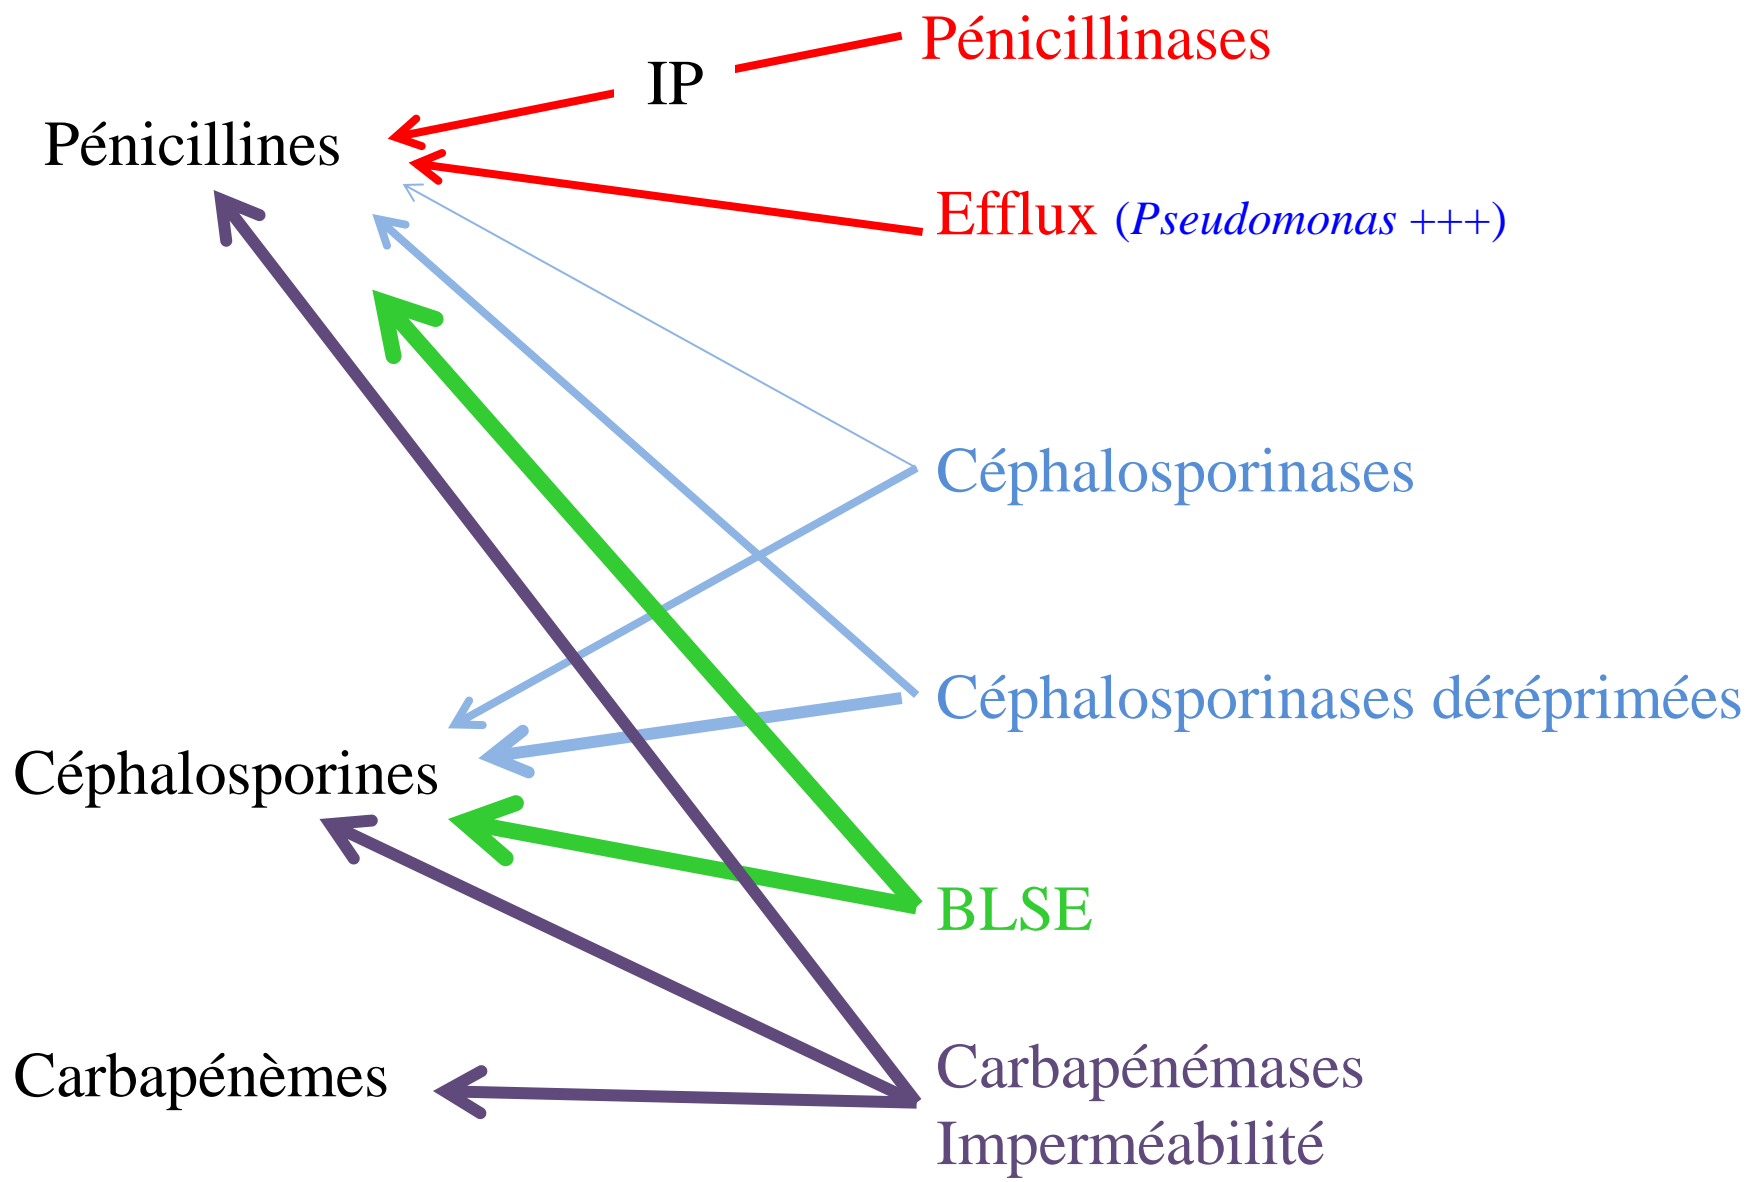 Pénicillinases
IP
Pénicillines
Efflux (Pseudomonas +++)
Céphalosporinases
Céphalosporinases déréprimées
Céphalosporines
BLSE
Carbapénèmes
Carbapénémases
Imperméabilité